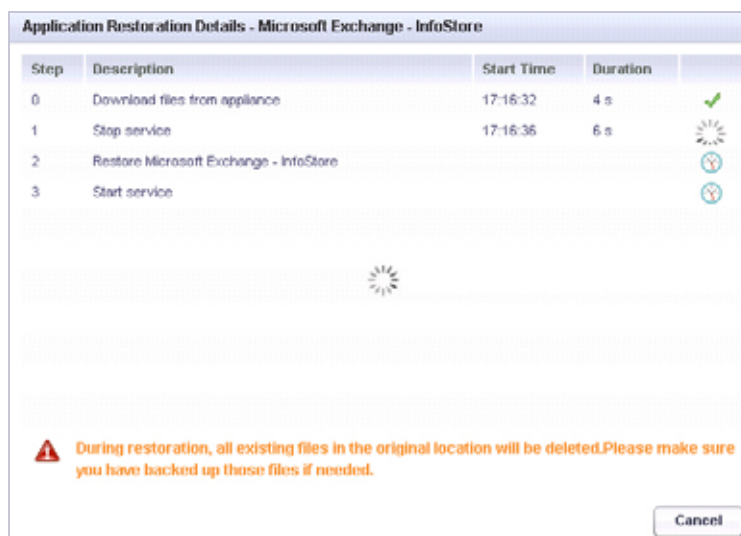 Application Restoration Details - Microsoft Exchange - InfoStore
Step Description Start Time Duration
0 Download files from appliance 17:16:32 4 s
1 Stop service 17:16:36 6 s
2 Restore Microsoft Exchange - InfoStore
3 Start service
During restoration, all existing files in the original location will be deleted.Please make sure
you have backed up those files if needed.
Cancel